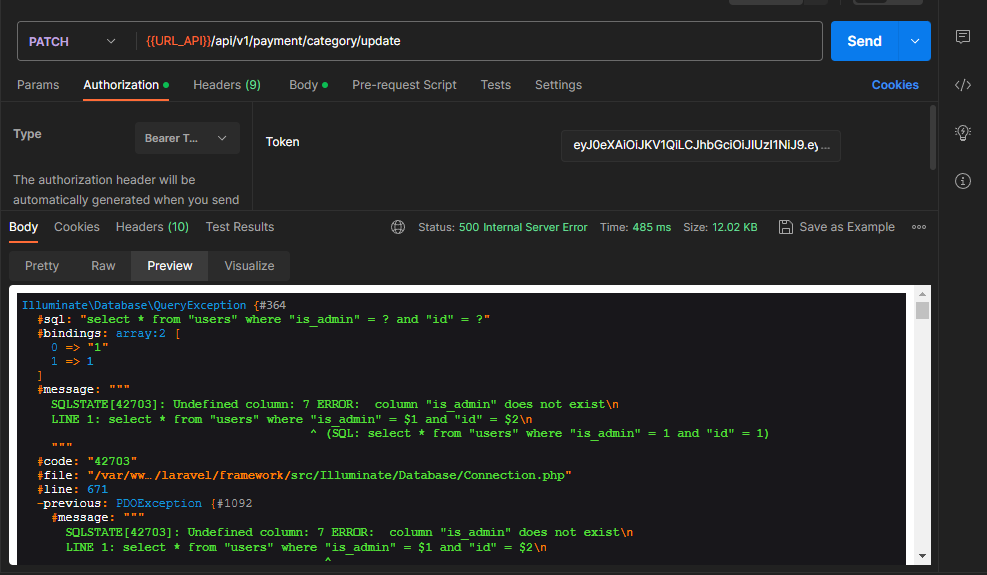 PATCH
{{URL_API}}/api/v1/payment/category/update
Send
Params
Authorization
Headers (9)
Body
Pre-request Script
Tests
Settings
Cookies
Type
Bearer T...
Token
eyJ0eXAiOiJKV1QiLCJhbGciOiJIUzI1NiJ9.ey...
The authorization header will be
automatically generated when you send
Body
Cookies
Headers (10)
Test Results
Status: 500 Internal Server Error
Time: 485 ms
Size: 12.02 KB
Save as Example
Pretty
Raw
Preview
Visualize
Illuminate\Database\QueryException {#364
#sql: "select * from "users" where "is_admin" = ? and "id" = ?"
#bindings: array:2 [
0 => "1"
1 => 1
]
#message: """
SQLSTATE[42703]: Undefined column: 7 ERROR:  column "is_admin" does not exist\n
LINE 1: select * from "users" where "is_admin" = $1 and "id" = $2\n
^ (SQL: select * from "users" where "is_admin" = 1 and "id" = 1)
"""
#code: "42703"
#file: "/var/ww…/laravel/framework/src/Illuminate/Database/Connection.php"
#line: 671
-previous: PDOException {#1092
#message: """
SQLSTATE[42703]: Undefined column: 7 ERROR:  column "is_admin" does not exist\n
LINE 1: select * from "users" where "is_admin" = $1 and "id" = $2\n
^